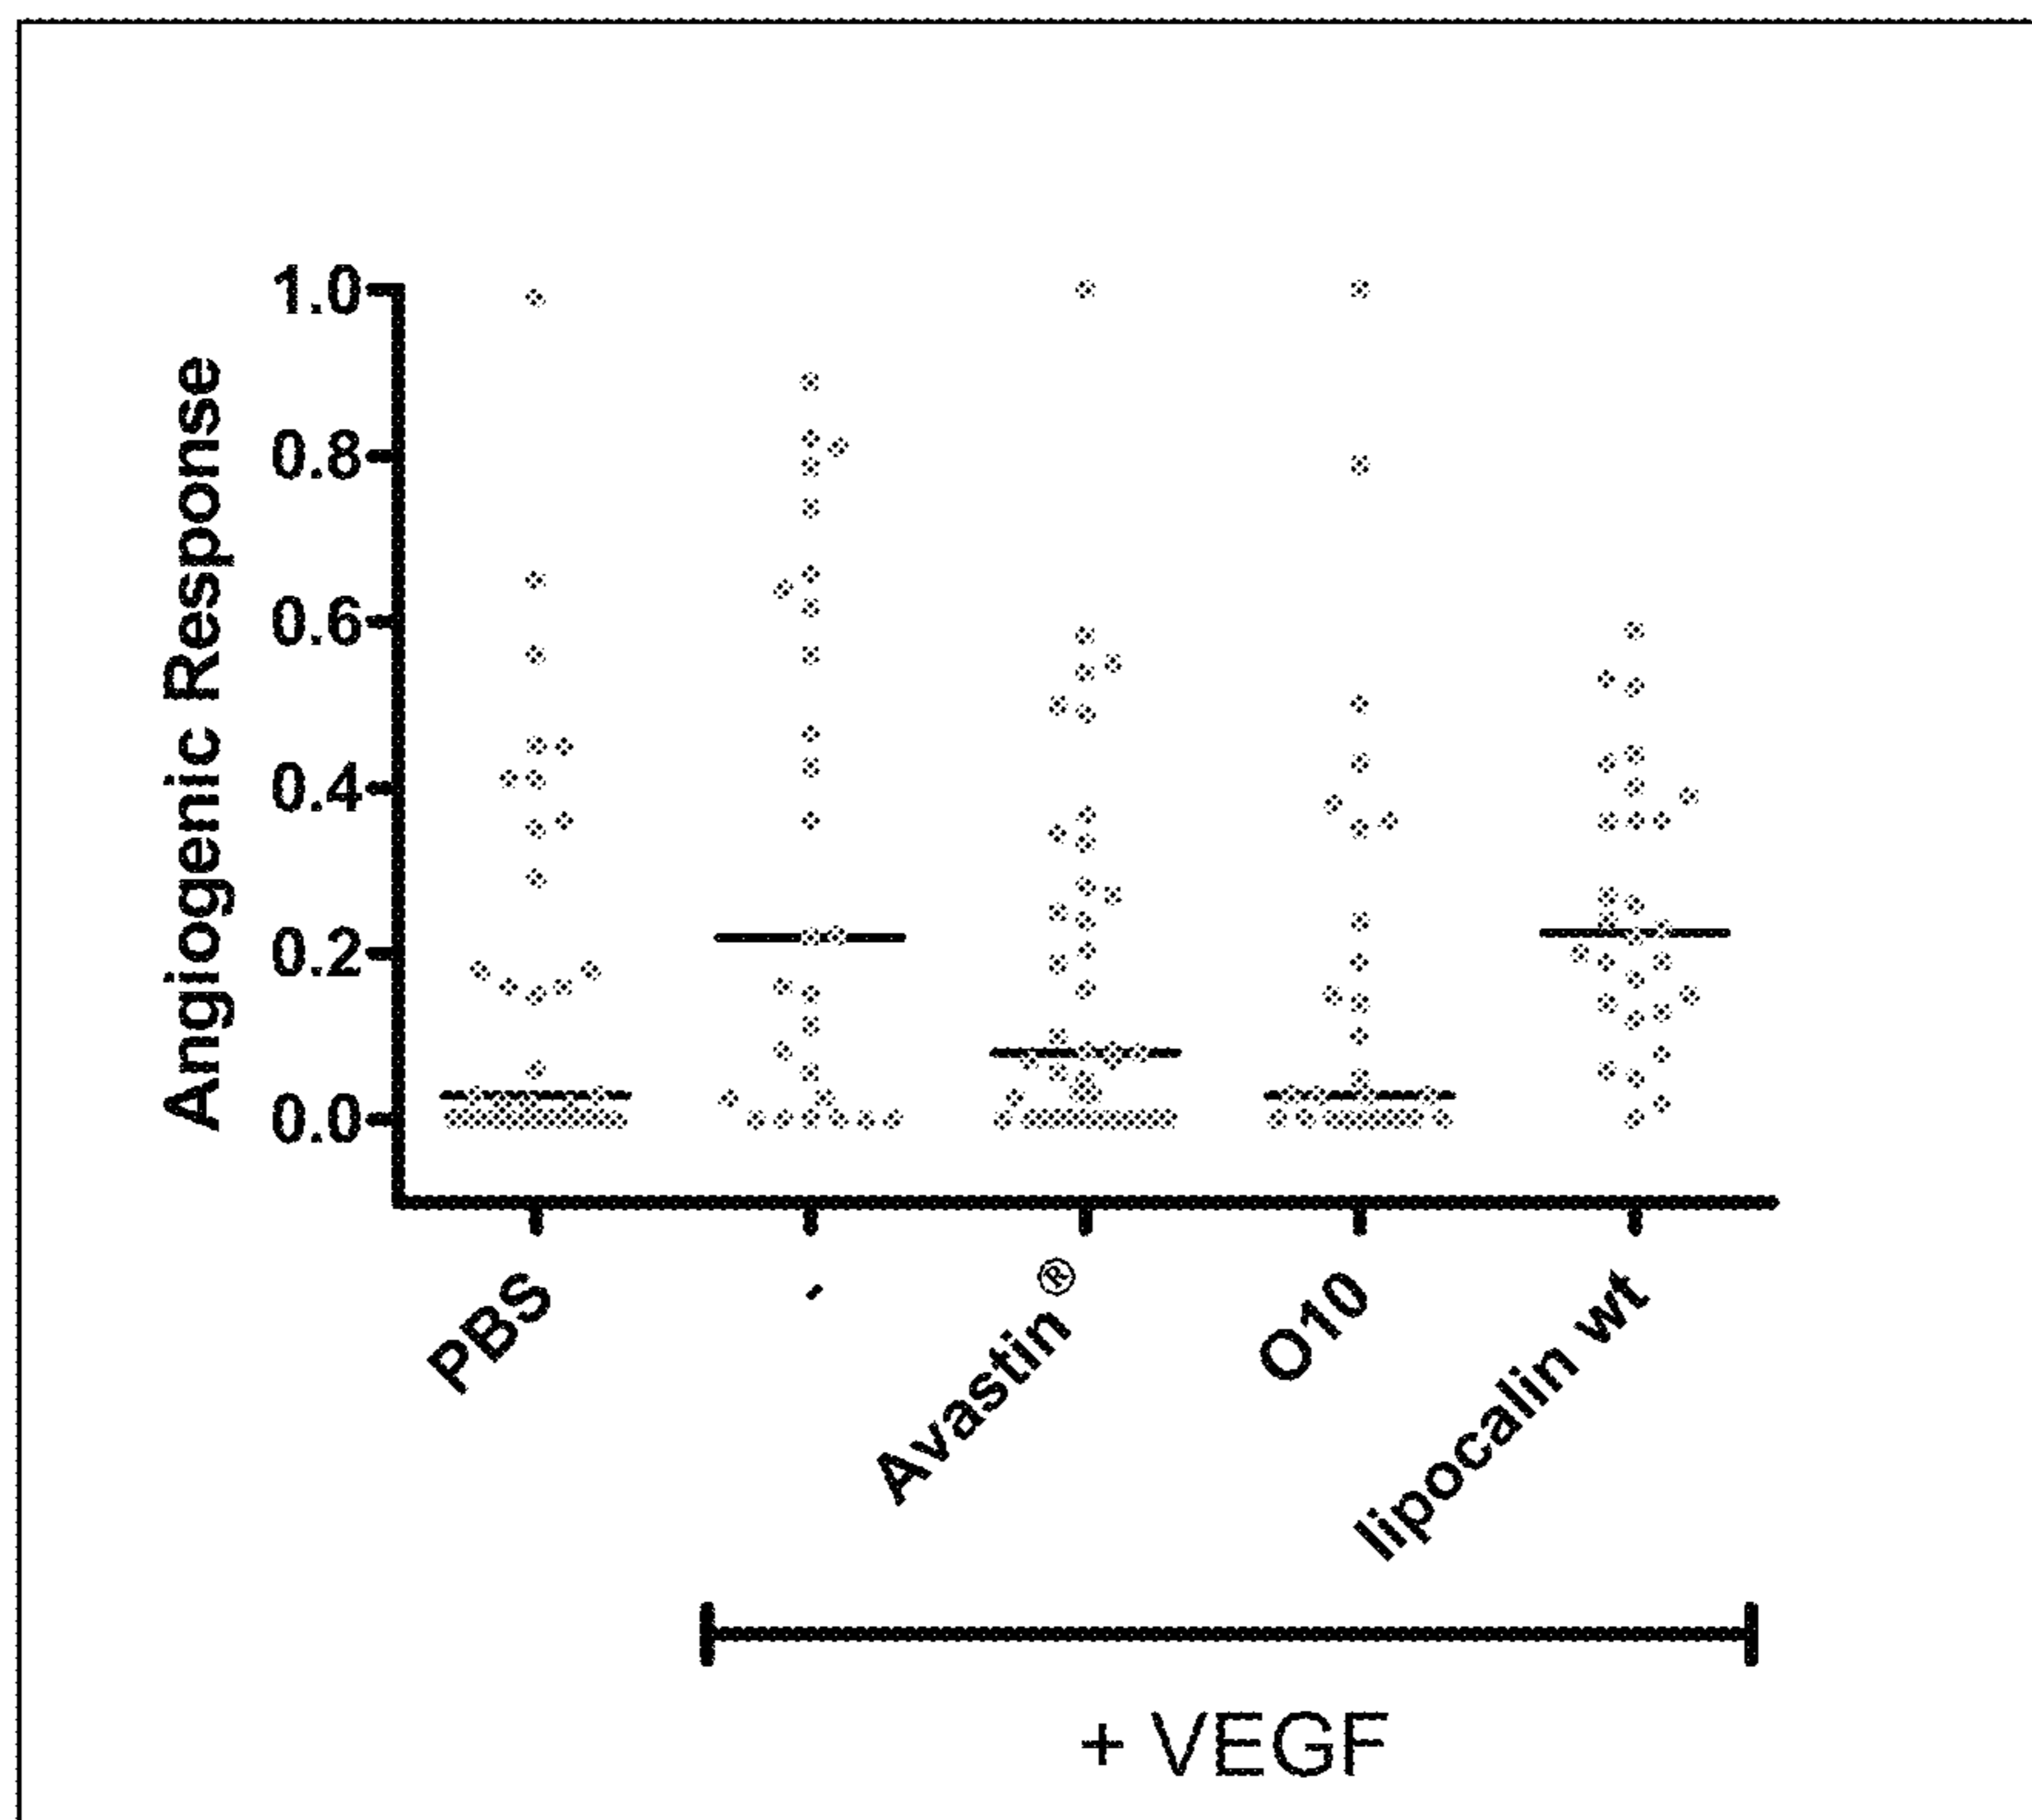 Angiogenic Response
1.0
0.8
0.6
0.4
0.2
0.0
PBS
-
Avastin ®
O10
lipocalin wt
+ VEGF